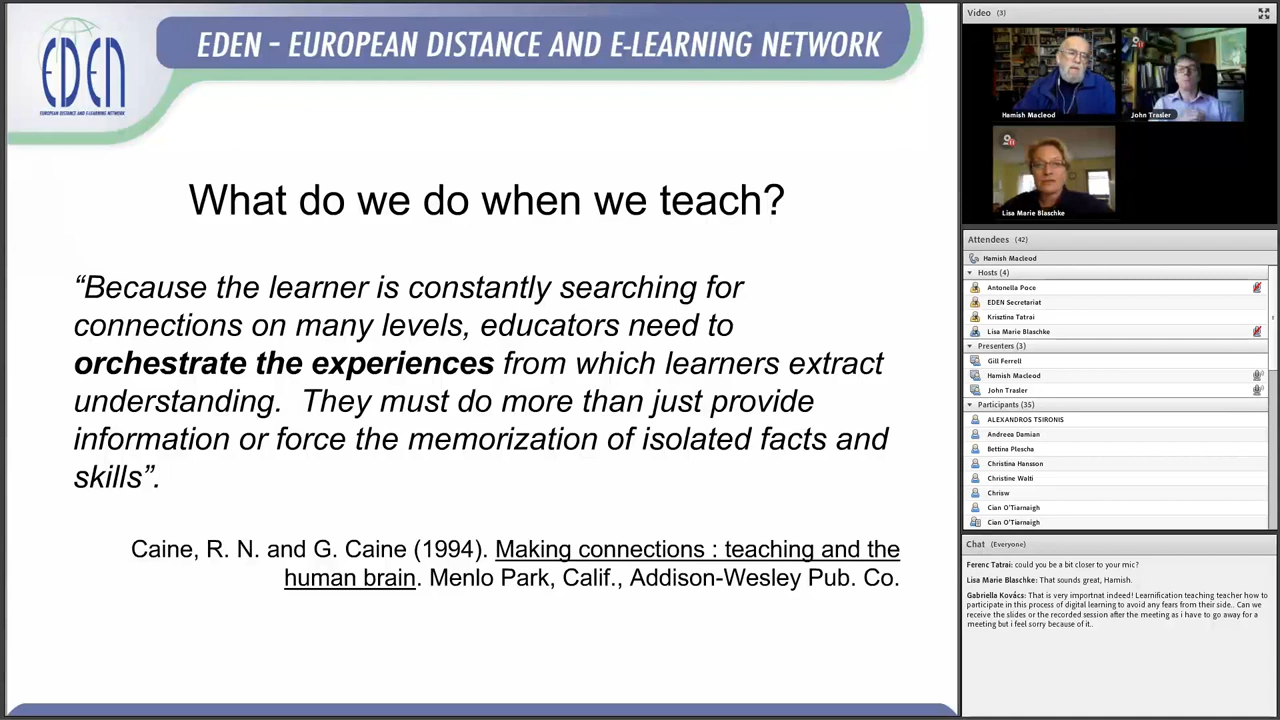 EDEN
EUROPEAN DISTANCE AND E-LEARNING NETWORK
EDEN – EUROPEAN DISTANCE AND E-LEARNING NETWORK
What do we do when we teach?
“Because the learner is constantly searching for
connections on many levels, educators need to
orchestrate the experiences from which learners extract
understanding.  They must do more than just provide
information or force the memorization of isolated facts and
skills”.
Caine, R. N. and G. Caine (1994). Making connections : teaching and the
human brain. Menlo Park, Calif., Addison-Wesley Pub. Co.
Video (3)
Hamish Macleod
John Trasler
Lisa Marie Blaschke
Attendees (42)
Hamish Macleod
Hosts (4)
Antonella Poce
EDEN Secretariat
Krisztina Tatrai
Lisa Marie Blaschke
Presenters (3)
Gill Ferrell
Hamish Macleod
John Trasler
Participants (35)
ALEXANDROS TSIRONIS
Andreea Damian
Bettina Plescha
Christina Hansson
Christine Walti
Chrisw
Cian O'Tiarnaigh
Cian O'Tiarnaigh
Chat (Everyone)
Ferenc Tatrai: could you be a bit closer to your mic?
Lisa Marie Blaschke: That sounds great, Hamish.
Gabriella Kovács: That is very importnat indeed! Learnification teaching teacher how to
participate in this process of digital learning to avoid any fears from their side.. Can we
receive the slides or the recorded session after the meeting as i have to go away for a
meeting but i feel sorry because of it..